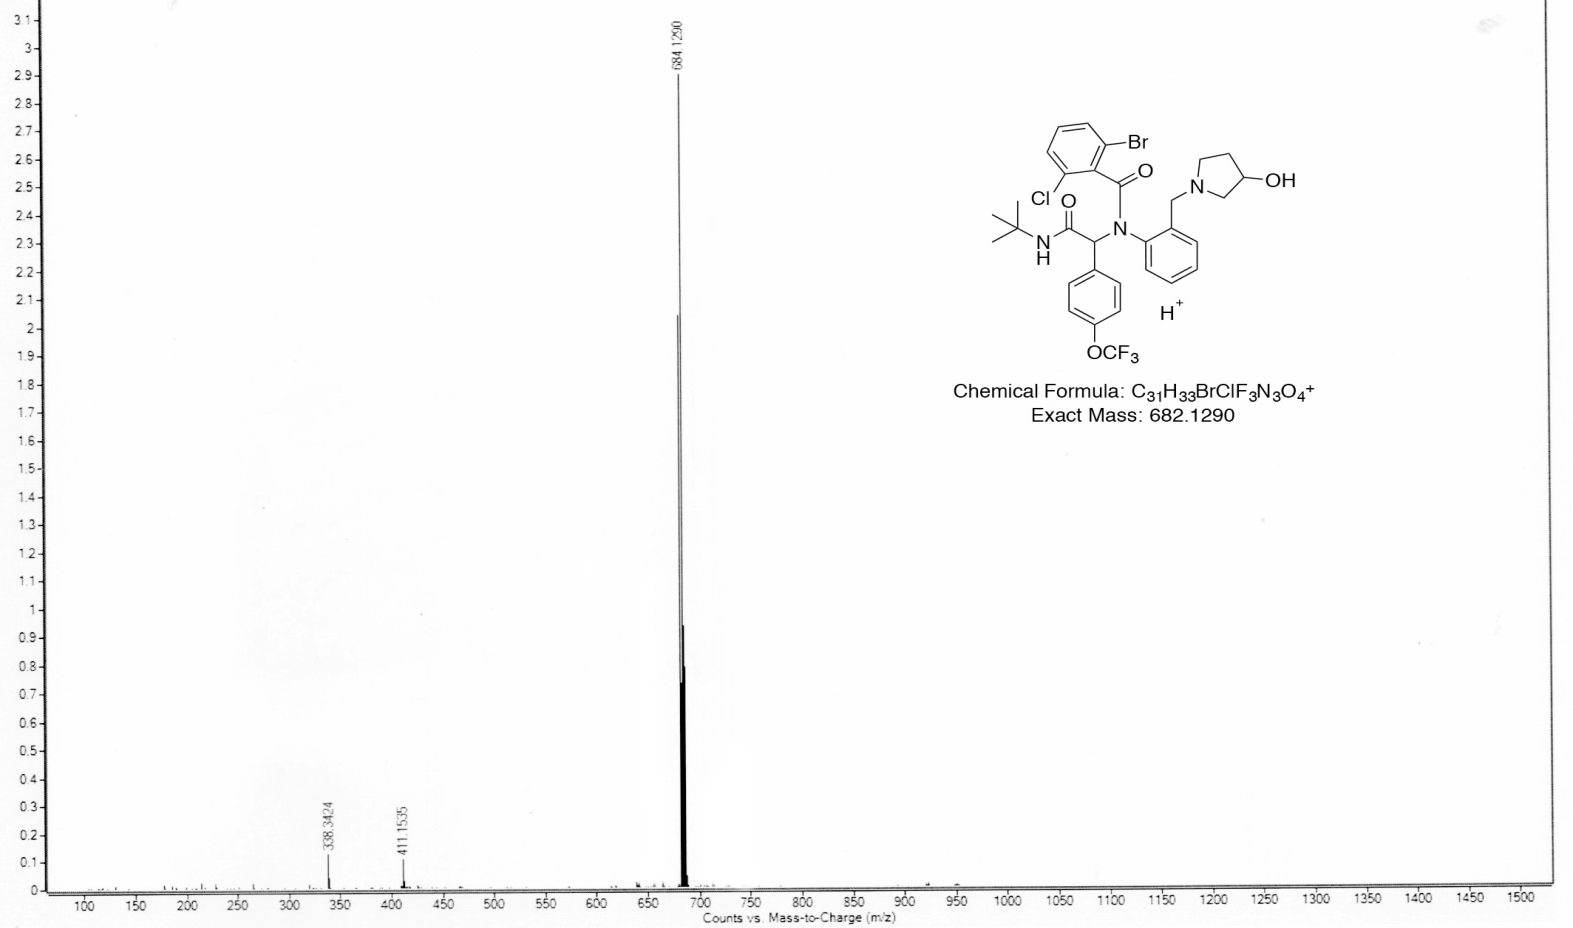 3.1
3
2.9
2.8
2.7
2.6
2.5
2.4
2.3
2.2
2.1
2
1.9
1.8
1.7
1.6
1.5
1.4
1.3
1.2
1.1
1
0.9
0.8
0.7
0.6
0.5
0.4
0.3
0.2
0.1
0
684.1290
338.3424
411.1535
Br
O
N
OH
Cl
O
N
N
H
H+
OCF3
Chemical Formula: C31H33BrClF3N3O4+
Exact Mass: 682.1290
100 150 200 250 300 350 400 450 500 550 600 650 700 750 800 850 900 950 1000 1050 1100 1150 1200 1250 1300 1350 1400 1450 1500
Counts vs. Mass-to-Charge (m/z)